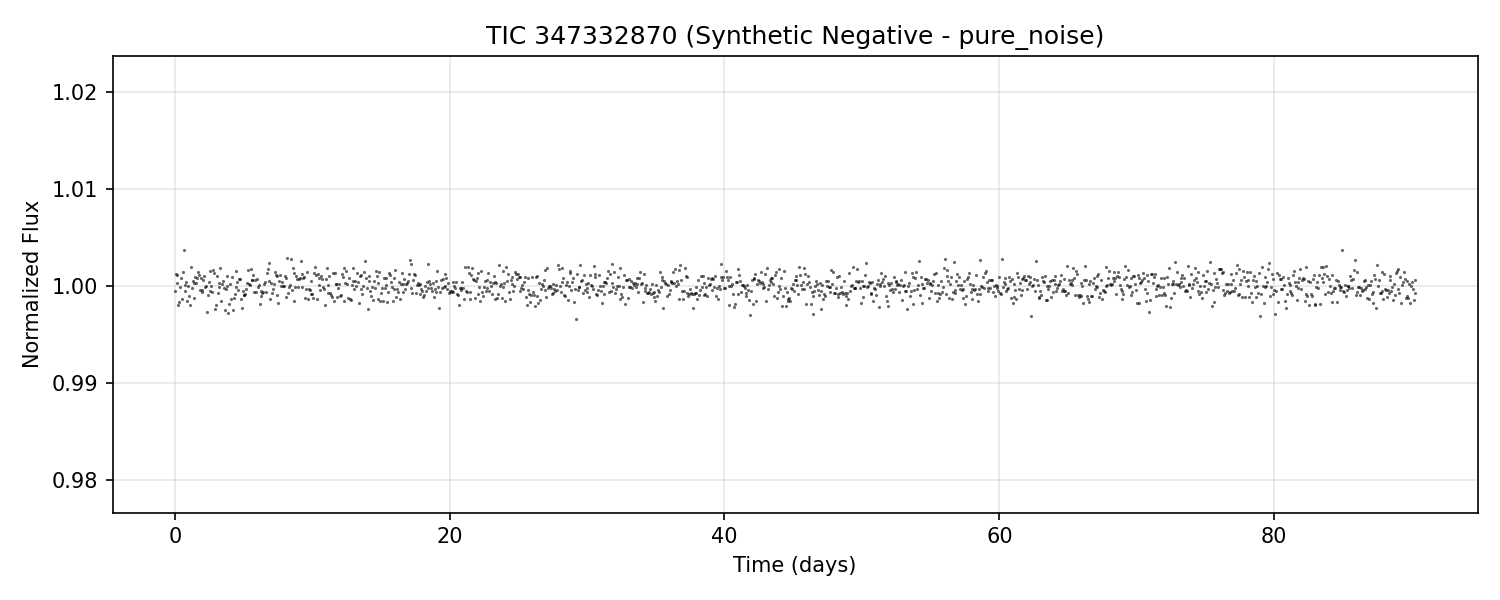 TIC 347332870 (Synthetic Negative - pure_noise)
1.02
1.01
1.00
0.99
0.98
Normalized Flux
0 20 40 60 80
Time (days)